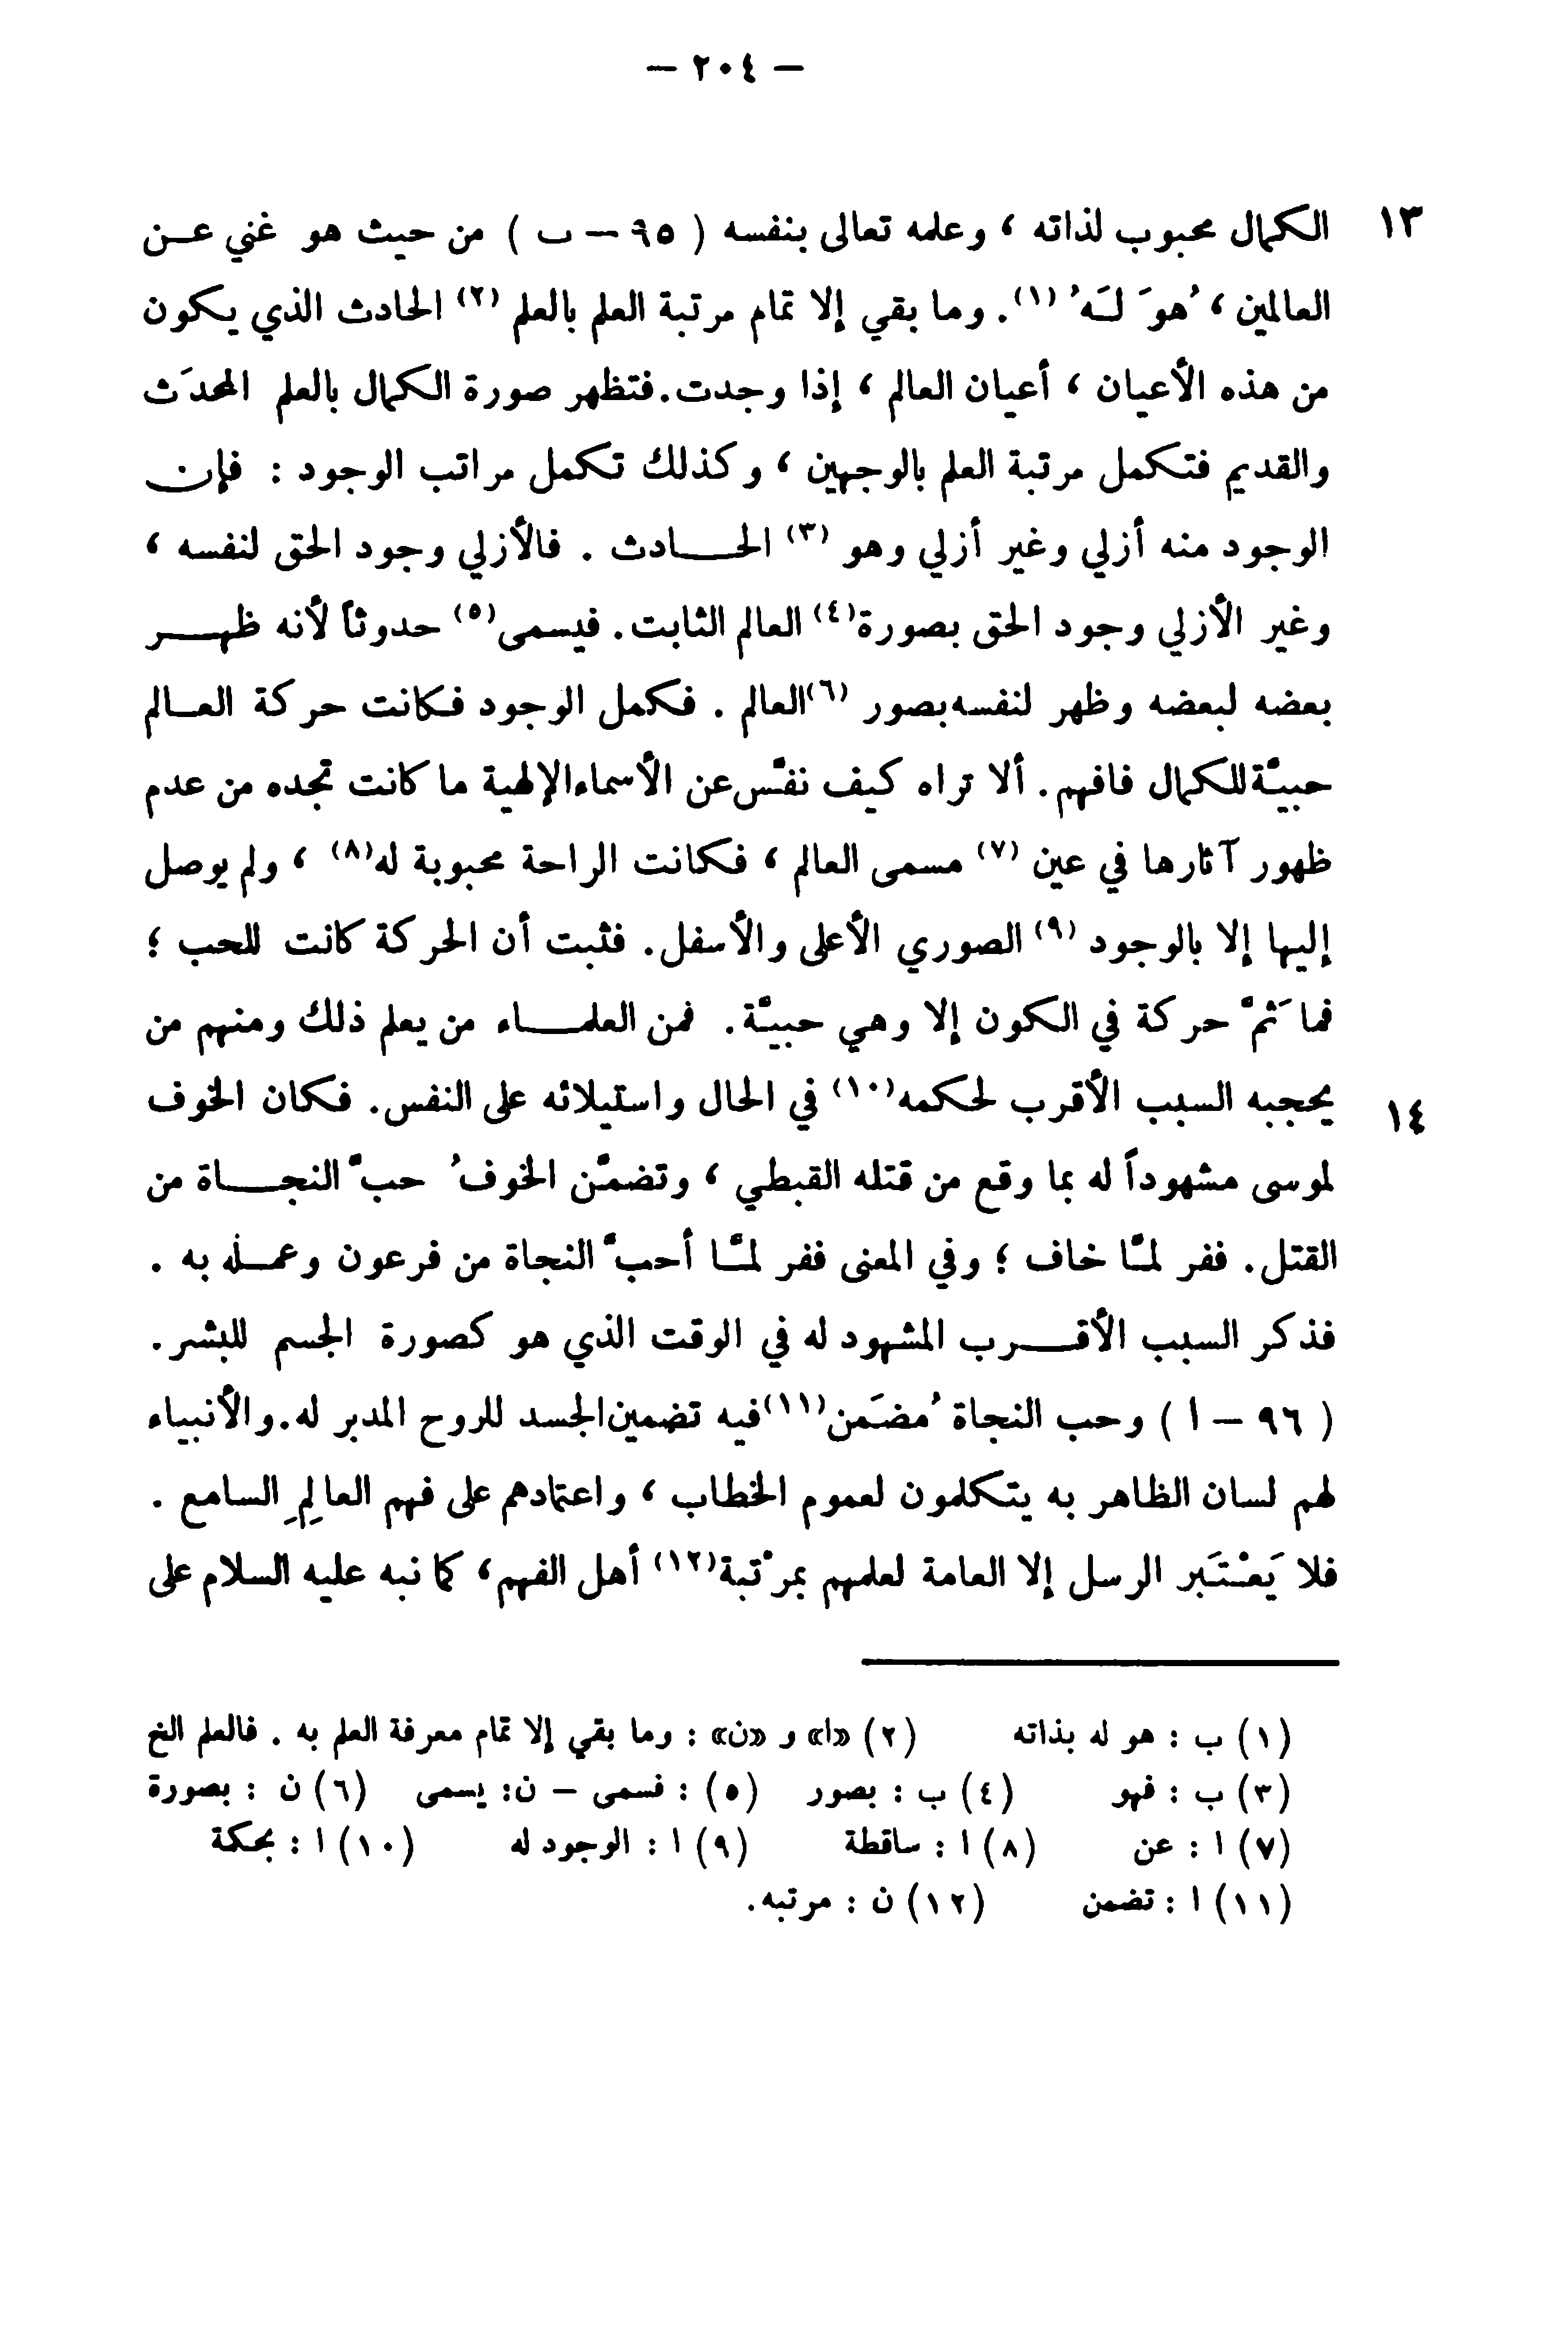 — ٢٠٤ —
١٣ الكمال محبوب لذاته ، وعلمه تعالى بنفسه ( ٩٥ – ب ) من حيث هو غني عن
العالمين ، هُوَ لَهُ (١). وما بقي إلا تمام مرتبة العلم بالعلم (٢) الحادث الذي يكون
من هذه الأعيان ، أعيان العالم ، إذا وجدت. فتظهر صورة الكمال بالعلم المحدَث
والقديم فتكمل مرتبة العلم بالوجهين ، وكذلك تكمل مراتب الوجود : فإن
الوجود منه أزلي وغير أزلي وهو (٣) الحادث . فالأزلي وجود الحق لنفسه ،
وغير الأزلي وجود الحق بصورة(٤) العالم الثابت. فيسمى(٥) حدوثاً لأنه ظهر
بعضه لبعضه وظهر لنفسه بصور (٦)العالم . فكمل الوجود فكانت حركة العالم
حبيّة للكمال فافهم. ألا تراه كيف نفّس عن الأسماء الإلهية ما كانت تجده من عدم
ظهور آثارها في عين (٧) مسمى العالم ، فكانت الراحة محبوبة له(٨) ، ولم يوصل
إليها إلا بالوجود (٩) الصوري الأعلى والأسفل. فثبت أن الحركة كانت للحب ؛
فما ثَمّ حركة في الكون إلا وهي حبيّة. فمن العلماء من يعلم ذلك ومنهم من
١٤ يحجبه السبب الأقرب لحكمه(١٠) في الحال واستيلائه على النفس. فكان الخوف
لموسى مشهوداً له بما وقع من قتله القبطي ، وتضمّن الخوفُ حبّ النجاة من
القتل. ففر لمّا خاف ؛ وفي المعنى ففر لمّا أحبّ النجاة من فرعون وعمله به .
فذكر السبب الأقرب المشهود له في الوقت الذي هو كصورة الجسم للبشر.
( ٩٦ – ا ) وحب النجاة مُضمَن(١١)فيه تضمين الجسد للروح المدبر له. والأنبياء
لهم لسان الظاهر به يتكلمون لعموم الخطاب ، واعتمادهم على فهم العالِمِ السامع .
فلا يَعْتَبر الرسل إلا العامة لعلمهم بمرْتبة(١٢) أهل الفهم، كما نبه عليه السلام على
(١) ب : هو له بذاته (٢) «ا» و «ن» : وما بقي إلا تمام معرفة العلم به . فالعلم الخ
(٣) ب : فهو (٤) ب : بصور (٥) : فسمى – ن: يسمى (٦) ن : بصورة
(٧) ا : عن (٨) ا : ساقطة (٩) ا : الوجود له (١٠) ا : بحكمة
(١١) ا : تضمن (١٢) ن : مرتبه.